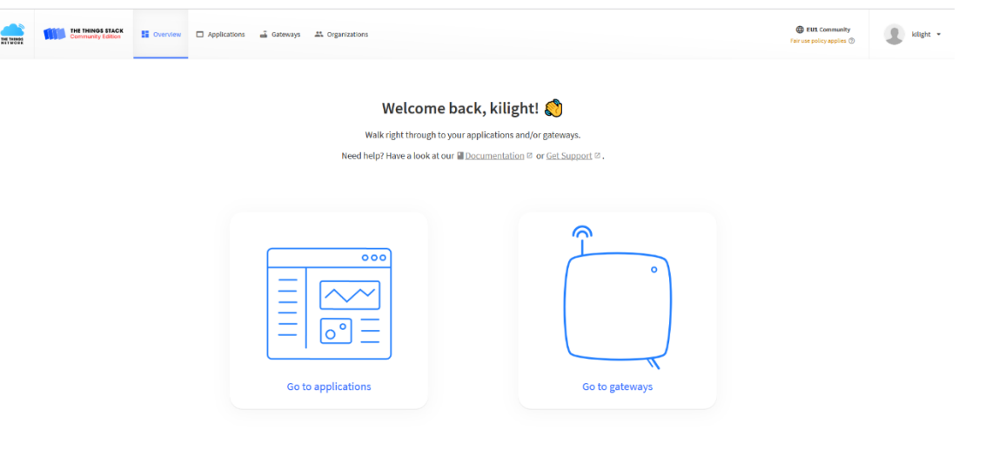 THE THINGS
NETWORK
THE THINGS STACK
Community Edition
Overview
Applications
Gateways
Organizations
EU1 Community
Fair use policy applies
kilight
Welcome back, kilight! 👋
Walk right through to your applications and/or gateways.
Need help? Have a look at our Documentation or Get Support .
Go to applications
Go to gateways